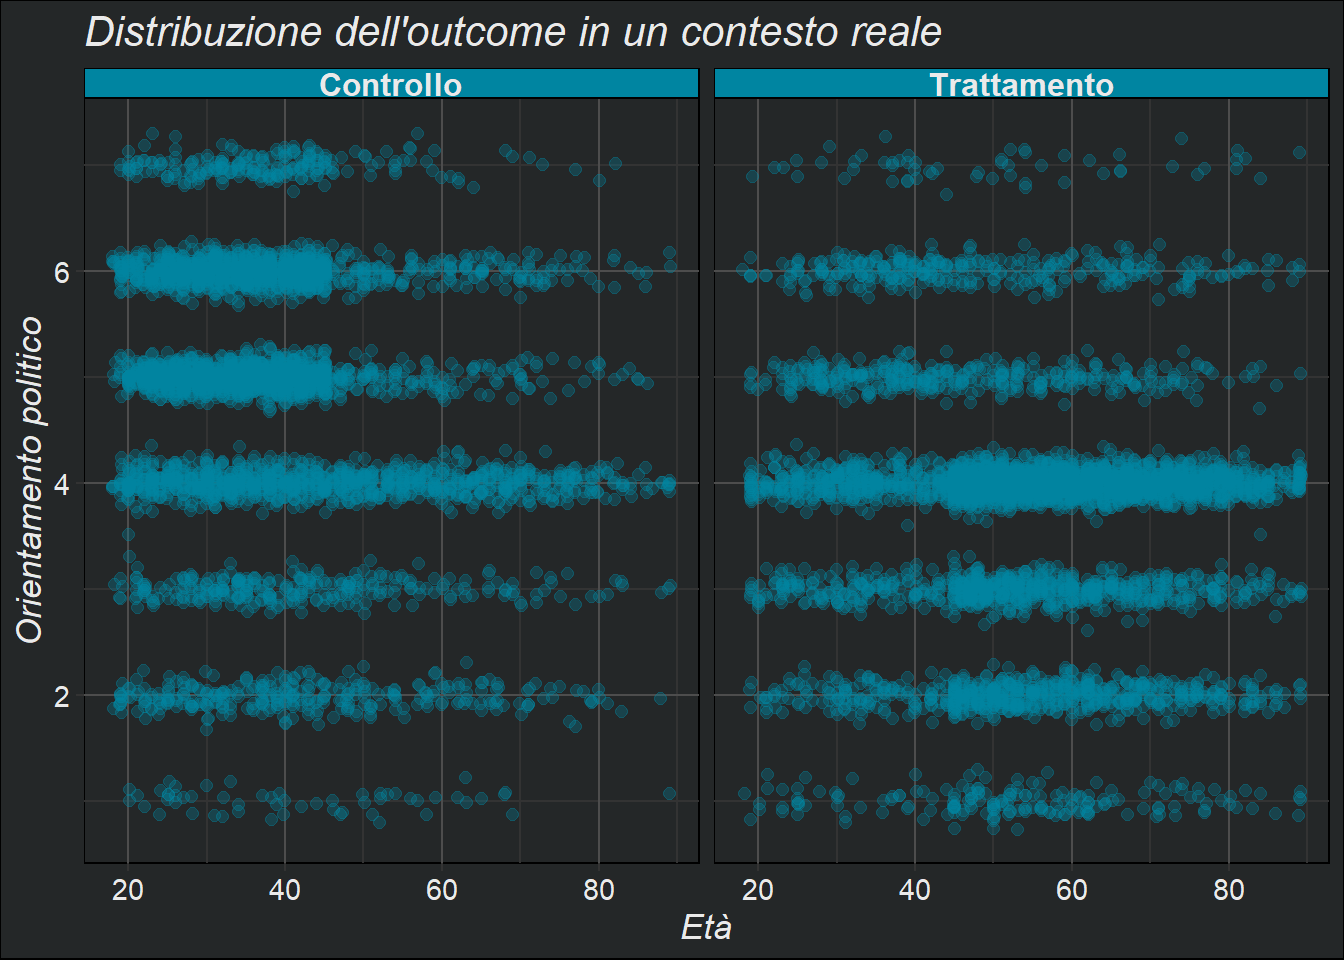 Distribuzione dell'outcome in un contesto reale
Controllo
Trattamento
Orientamento politico
6
4
2
20
40
60
80
20
40
60
80
Età